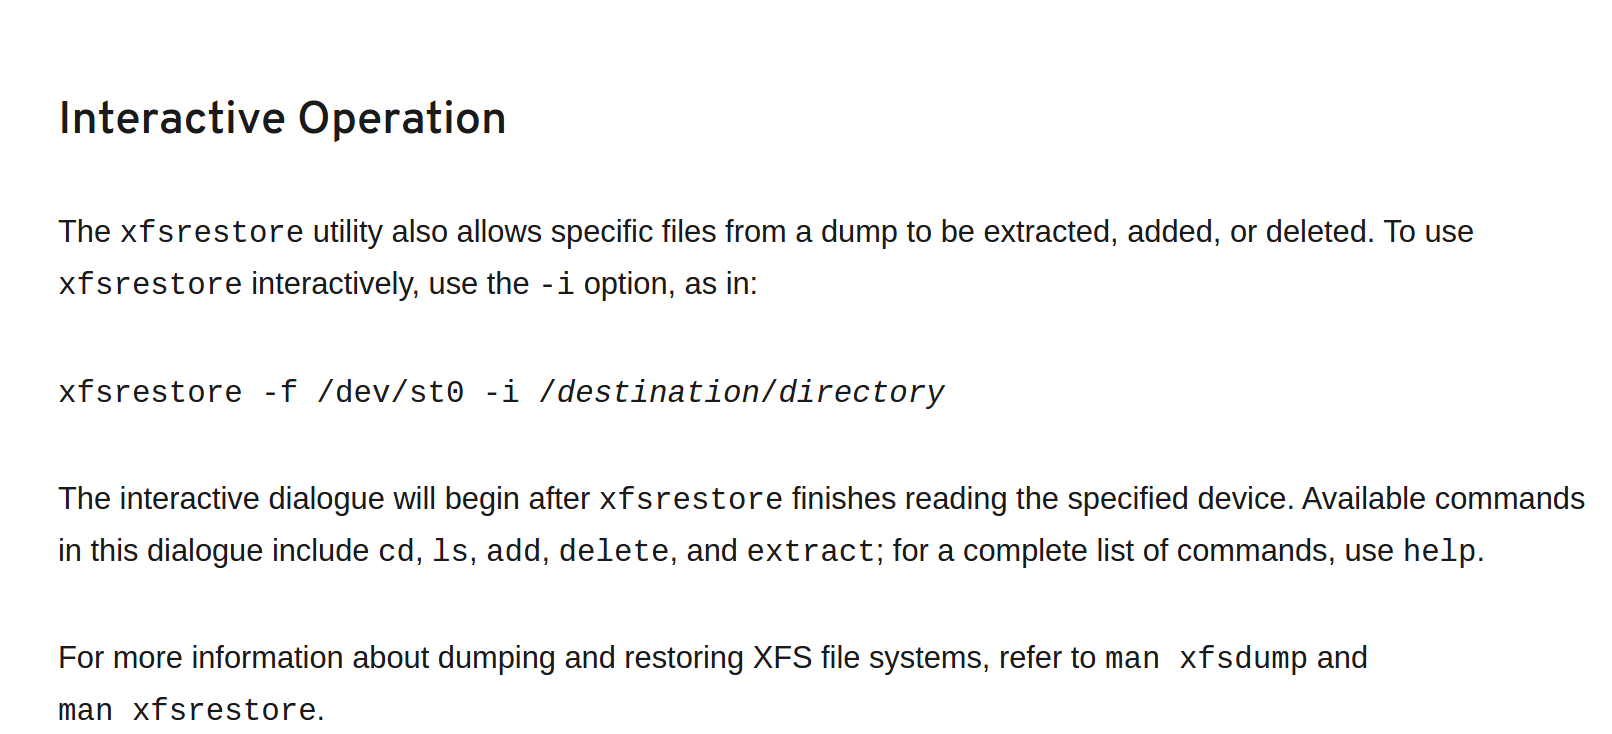 Interactive Operation
The xfsrestore utility also allows specific files from a dump to be extracted, added, or deleted. To use
xfsrestore interactively, use the -i option, as in:
xfsrestore -f /dev/st0 -i /destination/directory
The interactive dialogue will begin after xfsrestore finishes reading the specified device. Available commands
in this dialogue include cd, ls, add, delete, and extract; for a complete list of commands, use help.
For more information about dumping and restoring XFS file systems, refer to man xfsdump and
man xfsrestore.